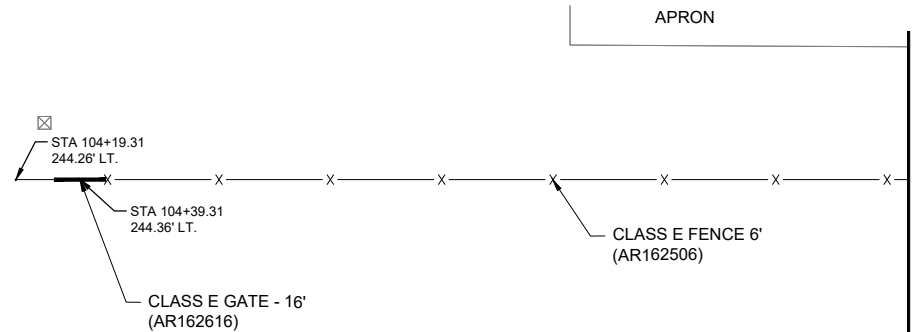 APRON
STA 104+19.31
244.26' LT.
X X X X X X X X
STA 104+39.31
244.36' LT.
CLASS E FENCE 6'
(AR162506)
CLASS E GATE - 16'
(AR162616)